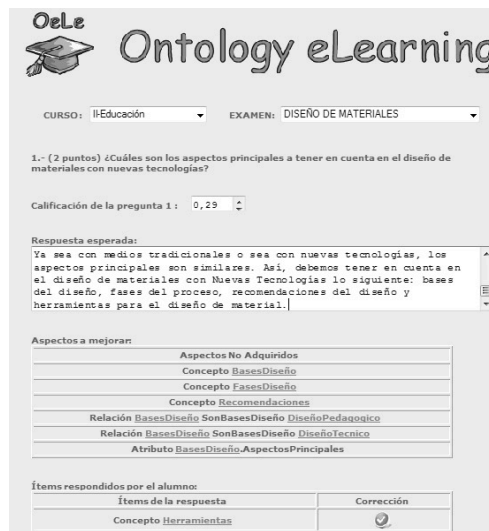 OeLe
Ontology eLearning
CURSO: II-Educación EXAMEN: DISEÑO DE MATERIALES
1.- (2 puntos) ¿Cuáles son los aspectos principales a tener en cuenta en el diseño de
materiales con nuevas tecnologías?
Calificación de la pregunta 1 : 0,29
Respuesta esperada:
Ya sea con medios tradicionales o sea con nuevas tecnologías, los
aspectos principales son similares. Así, debemos tener en cuenta en
el diseño de materiales con Nuevas Tecnologías lo siguiente: bases
del diseño, fases del proceso, recomendaciones del diseño y
herramientas para el diseño de material.
Aspectos a mejorar:
Aspectos No Adquiridos
Concepto BasesDiseño
Concepto FasesDiseño
Concepto Recomendaciones
Relación BasesDiseño SonBasesDiseño DiseñoPedagogico
Relación BasesDiseño SonBasesDiseño DiseñoTecnico
Atributo BasesDiseño.AspectosPrincipales
Ítems respondidos por el alumno:
Ítems de la respuesta Corrección
Concepto Herramientas